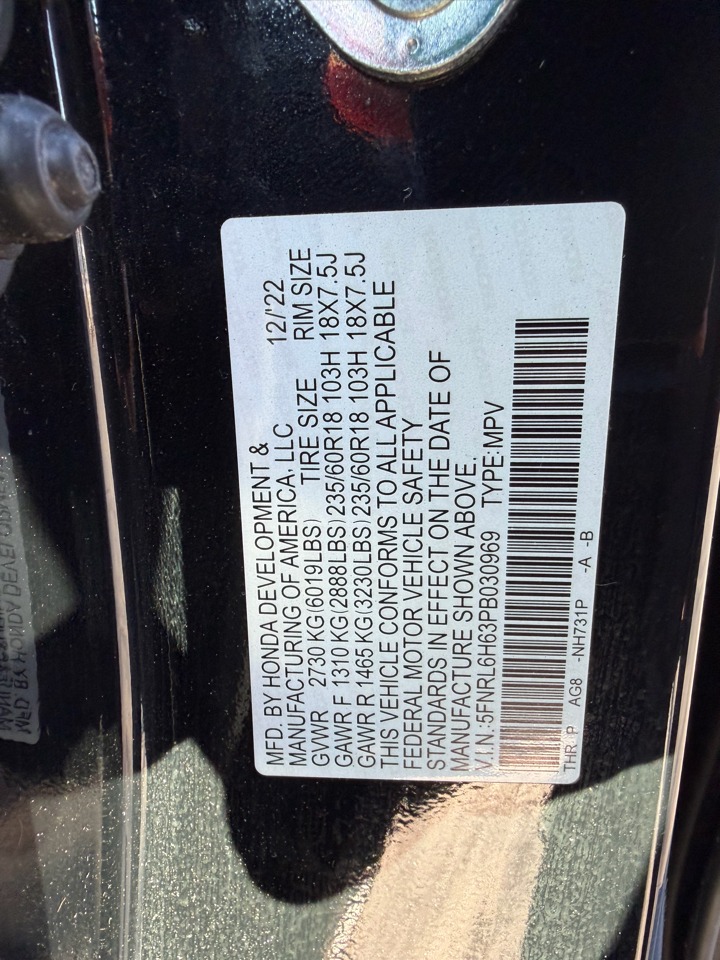 MFD. BY HONDA DEVELOPMENT &
MANUFACTURING OF AMERICA, LLC 12/'22
GVWR 2730 KG(6019LBS) TIRE SIZE RIM SIZE
GAWR F 1310 KG(2888LBS) 235/60R18 103H 18X7.5J
GAWR R 1465 KG(3230LBS) 235/60R18 103H 18X7.5J
THIS VEHICLE CONFORMS TO ALL APPLICABLE
FEDERAL MOTOR VEHICLE SAFETY
STANDARDS IN EFFECT ON THE DATE OF
MANUFACTURE SHOWN ABOVE.
V.I.N.:5FNRL6H63PB030969 TYPE:MPV
THR P AG8 -NH731P -A -B